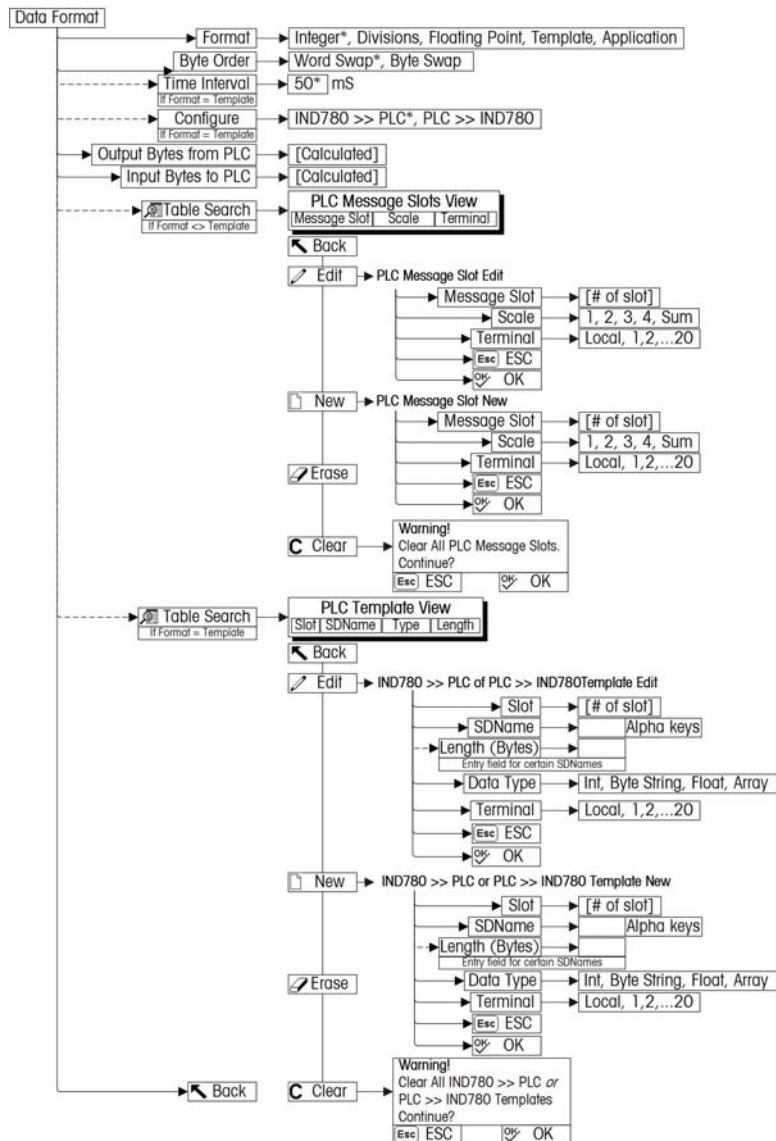 Data Format
Format Integer*, Divisions, Floating Point, Template, Application
Byte Order Word Swap*, Byte Swap
Time Interval 50* mS
If Format = Template
Configure IND780 >> PLC*, PLC >> IND780
If Format = Template
Output Bytes from PLC [Calculated]
Input Bytes to PLC [Calculated]
Table Search PLC Message Slots View
If Format <> Template Message Slot Scale Terminal
Back
Edit PLC Message Slot Edit
Message Slot [# of slot]
Scale 1, 2, 3, 4, Sum
Terminal Local, 1,2,...20
Esc ESC
OK OK
New PLC Message Slot New
Message Slot [# of slot]
Scale 1, 2, 3, 4, Sum
Terminal Local, 1,2,...20
Erase
Esc ESC
OK OK
C Clear
Warning!
Clear All PLC Message Slots.
Continue?
Esc ESC OK OK
Table Search PLC Template View
If Format = Template Slot SDName Type Length
Back
Edit IND780 >> PLC of PLC >> IND780Template Edit
Slot [# of slot]
SDName Alpha keys
Length (Bytes)
Entry field for certain SDNames
Data Type Int, Byte String, Float, Array
Terminal Local, 1,2,...20
Esc ESC
OK OK
New IND780 >> PLC or PLC >> IND780 Template New
Slot [# of slot]
SDName Alpha keys
Length (Bytes)
Entry field for certain SDNames
Erase
Data Type Int, Byte String, Float, Array
Terminal Local, 1,2,...20
Esc ESC
OK OK
Back
C Clear
Warning!
Clear All IND780 >> PLC or
PLC >> IND780 Templates
Continue?
Esc ESC OK OK